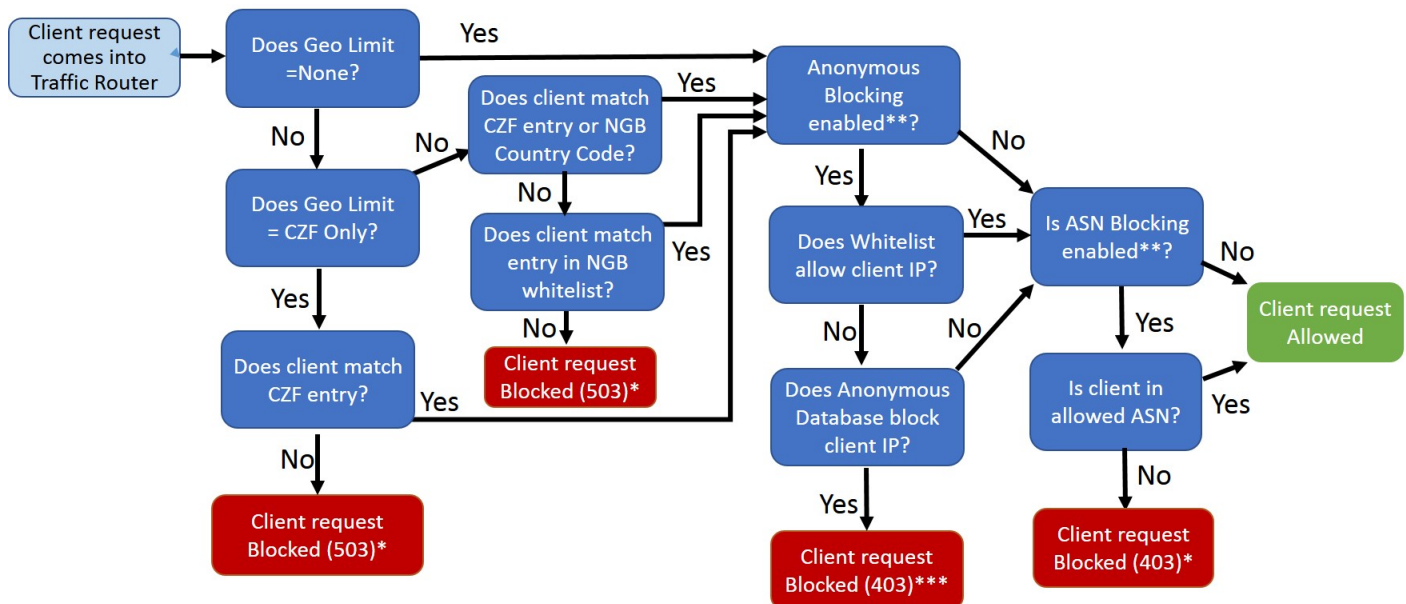 Client request
comes into
Traffic Router
Does Geo Limit
=None?
Yes
No
Does Geo Limit
= CZF Only?
No
Yes
Does client match
CZF entry?
Yes
No
Client request
Blocked (503)*
Does client match
CZF entry or NGB
Country Code?
Yes
No
Does client match
entry in NGB
whitelist?
Yes
No
Client request
Blocked (503)*
Anonymous
Blocking
enabled**?
No
Yes
Does Whitelist
allow client IP?
Yes
No
Does Anonymous
Database block
client IP?
No
Yes
Client request
Blocked (403)***
Is ASN Blocking
enabled**?
No
Yes
Is client in
allowed ASN?
Yes
No
Client request
Blocked (403)*
Client request
Allowed